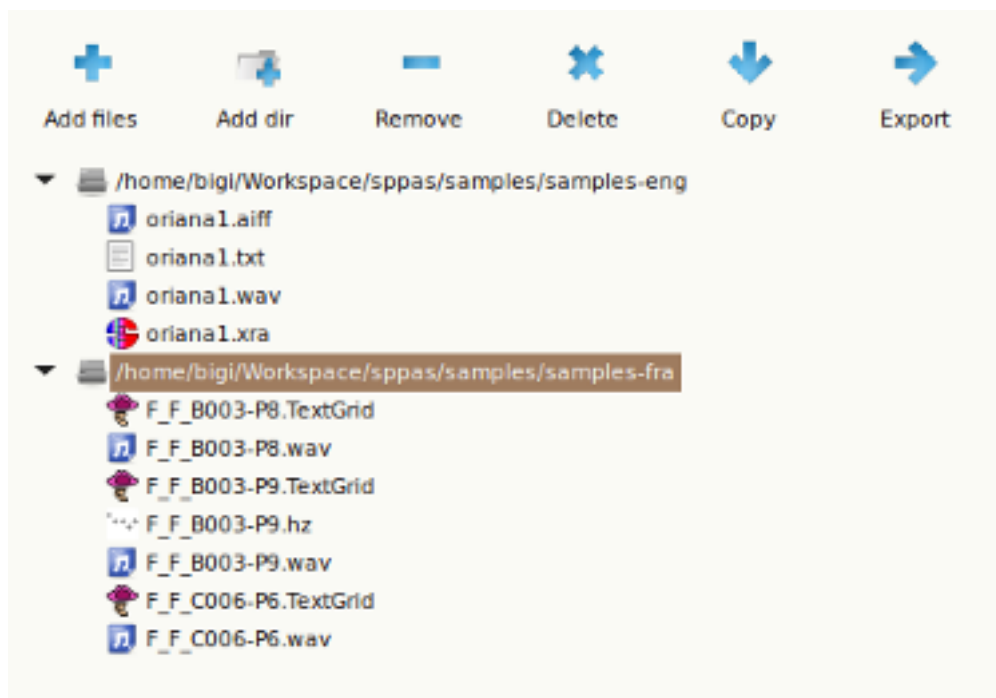 Add files Add dir Remove Delete Copy Export
/home/bigi/Workspace/sppas/samples/samples-eng
oriana1.aiff
oriana1.txt
oriana1.wav
oriana1.xra
/home/bigi/Workspace/sppas/samples/samples-fra
F_F_B003-P8.TextGrid
F_F_B003-P8.wav
F_F_B003-P9.TextGrid
F_F_B003-P9.hz
F_F_B003-P9.wav
F_F_C006-P6.TextGrid
F_F_C006-P6.wav